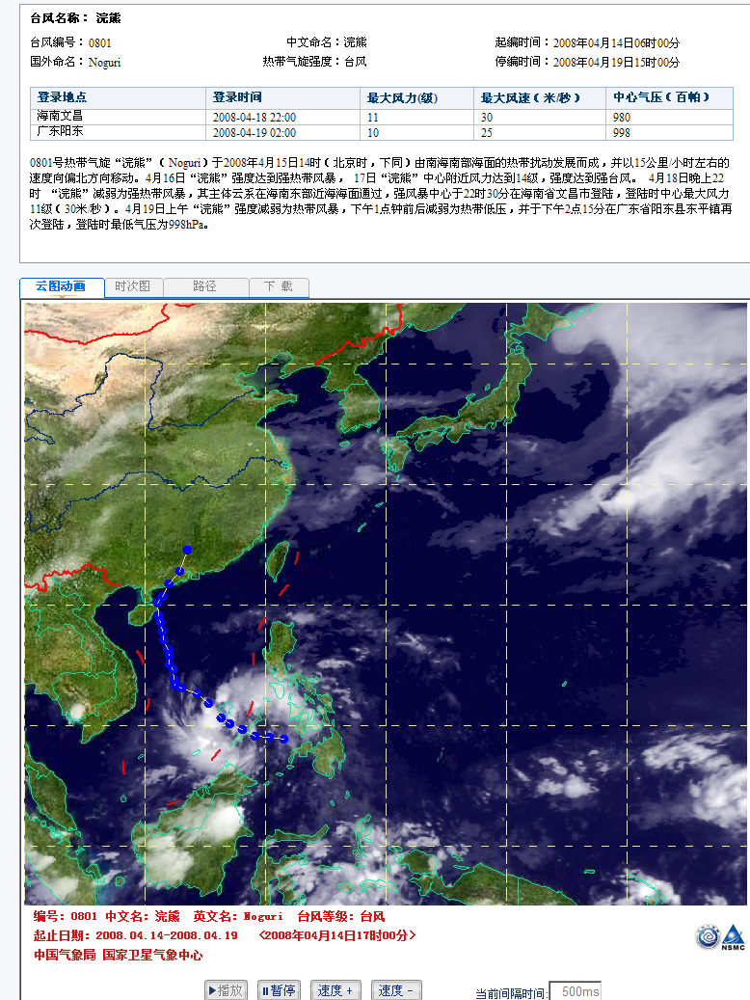 台风名称： 浣熊
台风编号： 0801 中文命名：浣熊 起编时间： 2008年04月14日06时00分
国外命名： Noguri 热带气旋强度：台风 停编时间： 2008年04月19日15时00分
登录地点 登录时间 最大风力(级) 最大风速（米/秒） 中心气压（百帕）
海南文昌 2008-04-18 22:00 11 30 980
广东阳东 2008-04-19 02:00 10 25 998
0801号热带气旋“浣熊”（Noguri）于2008年4月15日14时（北京时，下同）由南海南部海面的热带扰动发展而成，并以15公里/小时左右的
速度向偏北方向移动。4月16日“浣熊”强度达到强热带风暴， 17日“浣熊”中心附近风力达到14级，强度达到强台风。 4月18日晚上22
时 “浣熊”减弱为强热带风暴，其主体云系在海南东部近海海面通过，强风暴中心于22时30分在海南省文昌市登陆，登陆时中心最大风力
11级（30米/秒）。4月19日上午“浣熊”强度减弱为热带风暴，下午1点钟前后减弱为热带低压，并于下午2点15分在广东省阳东县东平镇再
次登陆，登陆时最低气压为998hPa。
云图动画 时次图 路径 下 载
编号：0801 中文名：浣熊 英文名：Noguri 台风等级：台风
起止日期：2008.04.14-2008.04.19 <2008年04月14日17时00分>
中国气象局 国家卫星气象中心
NSMC
播放 暂停 速度 + 速度 - 当前间隔时间: 500ms